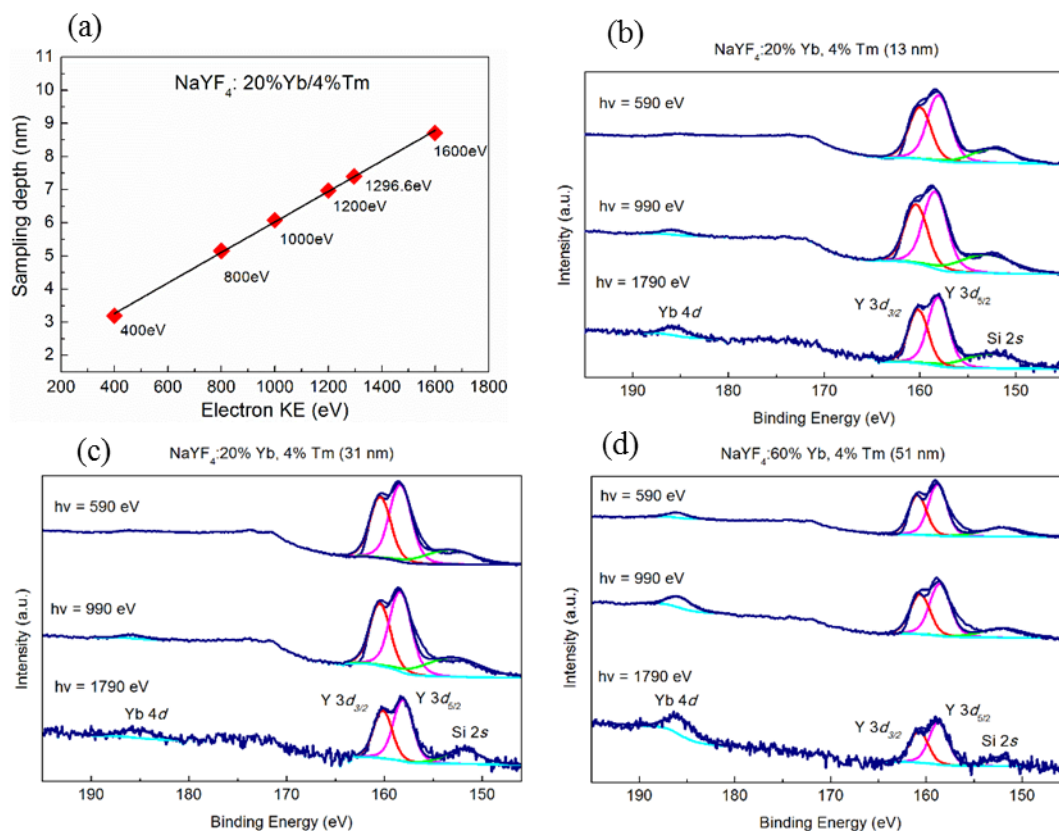 (a)
NaYF4: 20%Yb/4%Tm
Sampling depth (nm)
11
10
9
8
7
6
5
4
3
2
400eV
800eV
1000eV
1200eV
1296.6eV
1600eV
200 400 600 800 1000 1200 1400 1600 1800
Electron KE (eV)
(b)
NaYF4:20% Yb, 4% Tm (13 nm)
Intensity (a.u.)
hν = 590 eV
hν = 990 eV
hν = 1790 eV
Yb 4d
Y 3d3/2
Y 3d5/2
Si 2s
190 180 170 160 150
Binding Energy (eV)
(c)
NaYF4:20% Yb, 4% Tm (31 nm)
Intensity (a.u.)
hν = 590 eV
hν = 990 eV
hν = 1790 eV
Yb 4d
Y 3d3/2
Y 3d5/2
Si 2s
190 180 170 160 150
Binding Energy (eV)
(d)
NaYF4:60% Yb, 4% Tm (51 nm)
Intensity (a.u.)
hν = 590 eV
hν = 990 eV
hν = 1790 eV
Yb 4d
Y 3d3/2
Y 3d5/2
Si 2s
190 180 170 160 150
Binding Energy (eV)